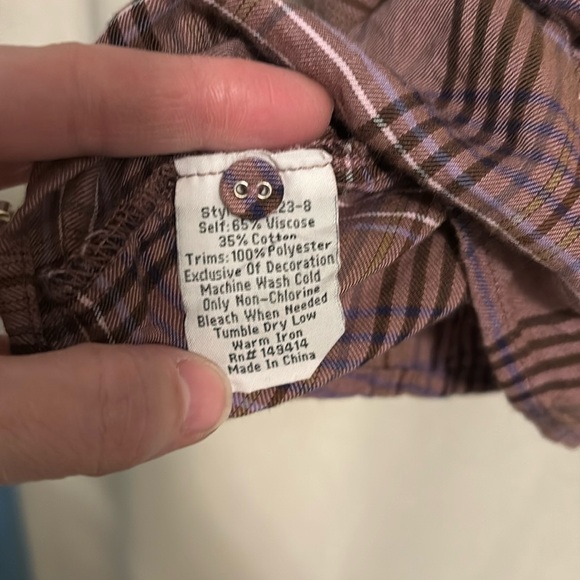 Sty 23-8
Self: 65% Viscose
35% Cotton
Trims: 100% Polyester
Exclusive Of Decoration
Machine Wash Cold
Only Non-Chlorine
Bleach When Needed
Tumble Dry Low
Warm Iron
Rn# 149414
Made In China